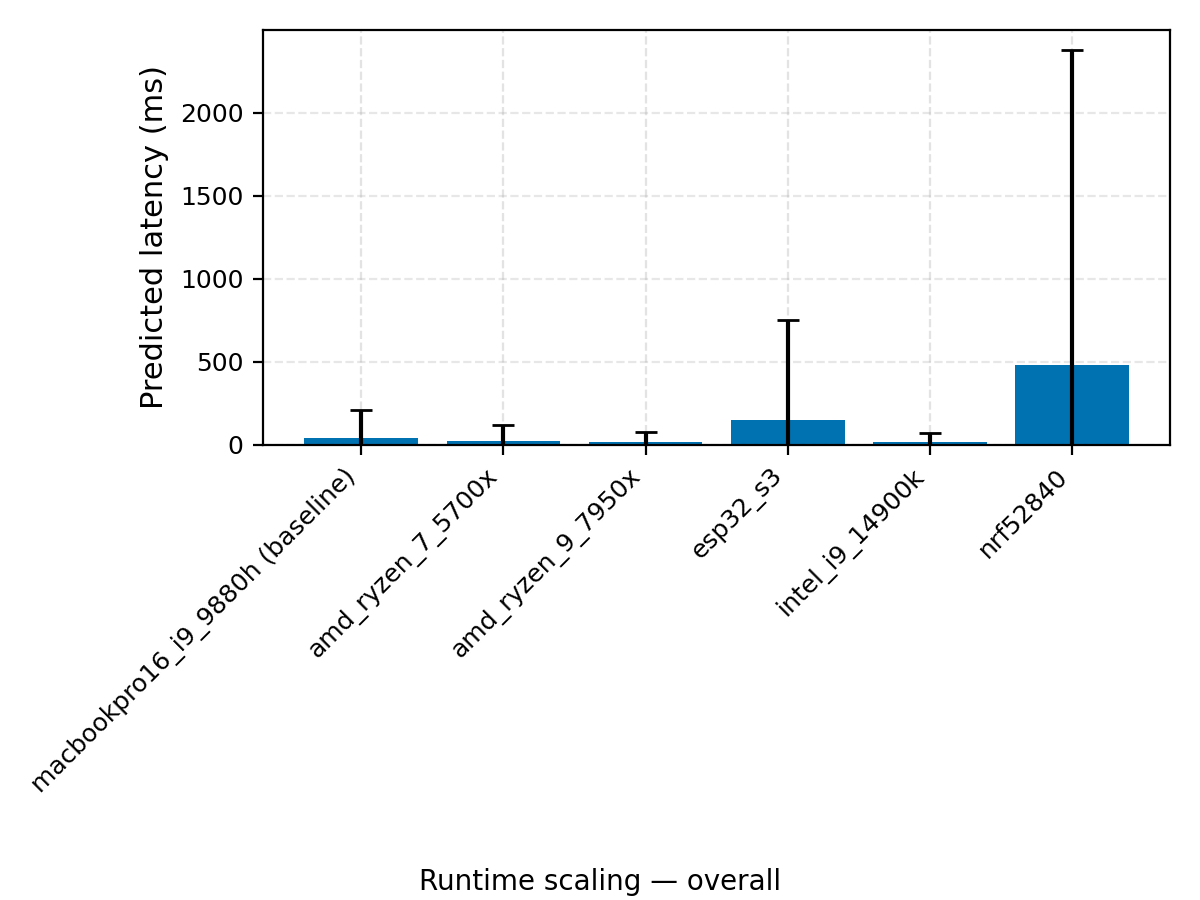 Predicted latency (ms)
2000
1500
1000
500
0
macbookpro16_i9_9880h (baseline)
amd_ryzen_7_5700x
amd_ryzen_9_7950x
esp32_s3
intel_i9_14900k
nrf52840
Runtime scaling — overall